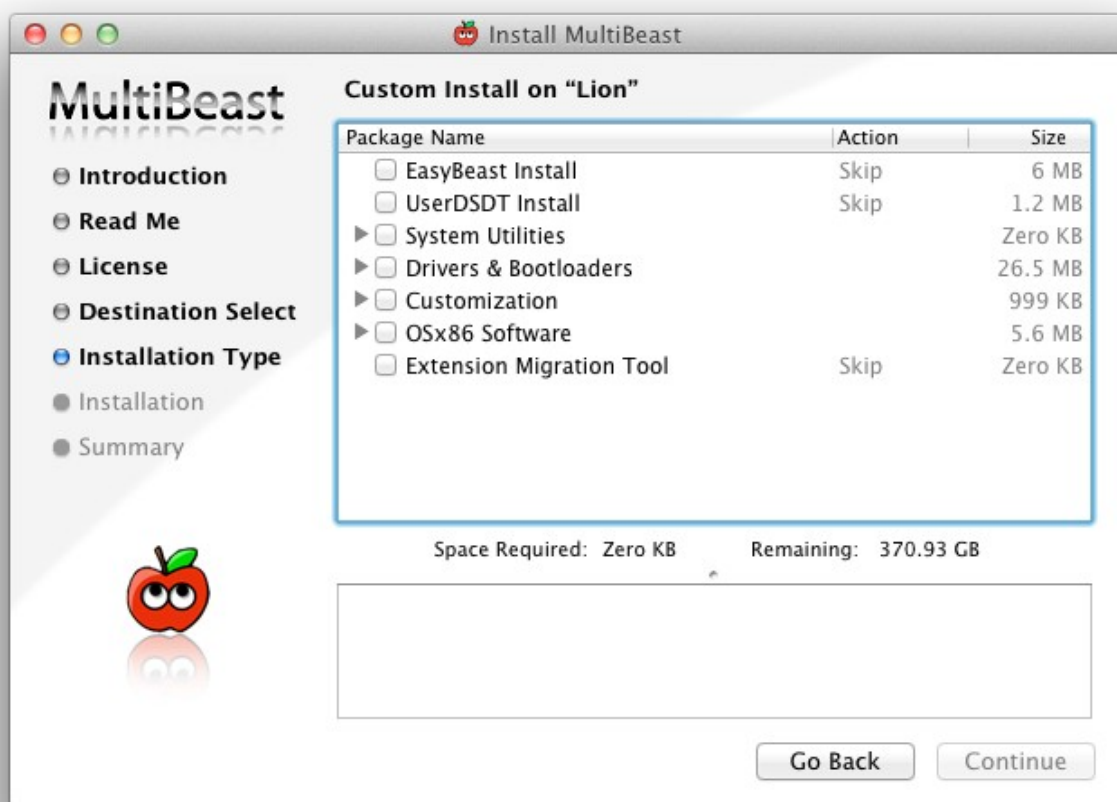 Install MultiBeast
MultiBeast
Introduction
Read Me
License
Destination Select
Installation Type
Installation
Summary
Custom Install on “Lion”
Package Name Action Size
EasyBeast Install Skip 6 MB
UserDSDT Install Skip 1.2 MB
System Utilities Zero KB
Drivers & Bootloaders 26.5 MB
Customization 999 KB
OSx86 Software 5.6 MB
Extension Migration Tool Skip Zero KB
Space Required: Zero KB Remaining: 370.93 GB
Go Back Continue